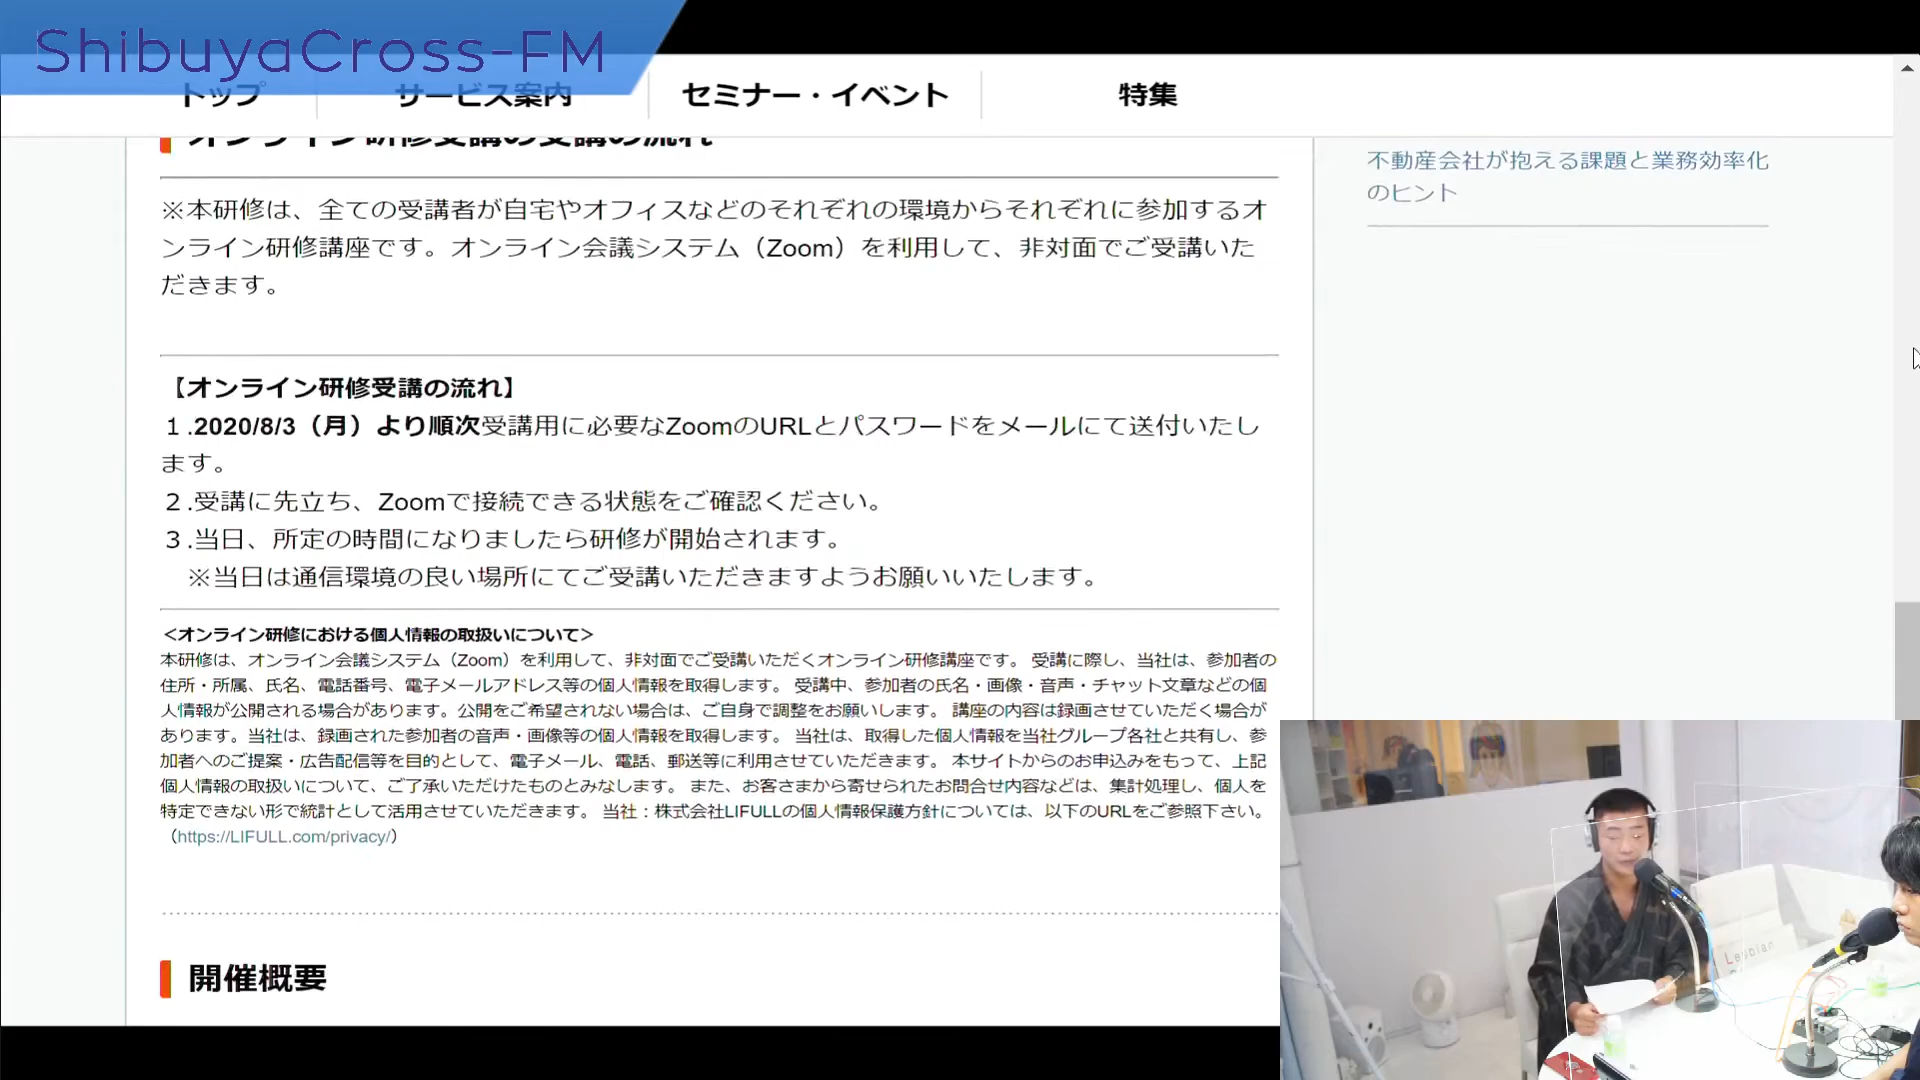 ShibuyaCross-FM
トップ
サービス案内
セミナー・イベント
特集
オンライン研修受講の受講の流れ
※本研修は、全ての受講者が自宅やオフィスなどのそれぞれの環境からそれぞれに参加するオ
ンライン研修講座です。オンライン会議システム（Zoom）を利用して、非対面でご受講いた
だきます。
【オンライン研修受講の流れ】
１.2020/8/3（月）より順次受講用に必要なZoomのURLとパスワードをメールにて送付いたし
ます。
２.受講に先立ち、Zoomで接続できる状態をご確認ください。
３.当日、所定の時間になりましたら研修が開始されます。
※当日は通信環境の良い場所にてご受講いただきますようお願いいたします。
＜オンライン研修における個人情報の取扱いについて＞
本研修は、オンライン会議システム（Zoom）を利用して、非対面でご受講いただくオンライン研修講座です。 受講に際し、当社は、参加者の
住所・所属、氏名、電話番号、電子メールアドレス等の個人情報を取得します。 受講中、参加者の氏名・画像・音声・チャット文章などの個
人情報が公開される場合があります。公開をご希望されない場合は、ご自身で調整をお願いします。 講座の内容は録画させていただく場合が
あります。当社は、録画された参加者の音声・画像等の個人情報を取得します。 当社は、取得した個人情報を当社グループ各社と共有し、参
加者へのご提案・広告配信等を目的として、電子メール、電話、郵送等に利用させていただきます。 本サイトからのお申込みをもって、上記
個人情報の取扱いについて、ご了承いただけたものとみなします。 また、お客さまから寄せられたお問合せ内容などは、集計処理し、個人を
特定できない形で統計として活用させていただきます。 当社：株式会社LIFULLの個人情報保護方針については、以下のURLをご参照下さい。
（https://LIFULL.com/privacy/）
開催概要
不動産会社が抱える課題と業務効率化
のヒント
Lesbian